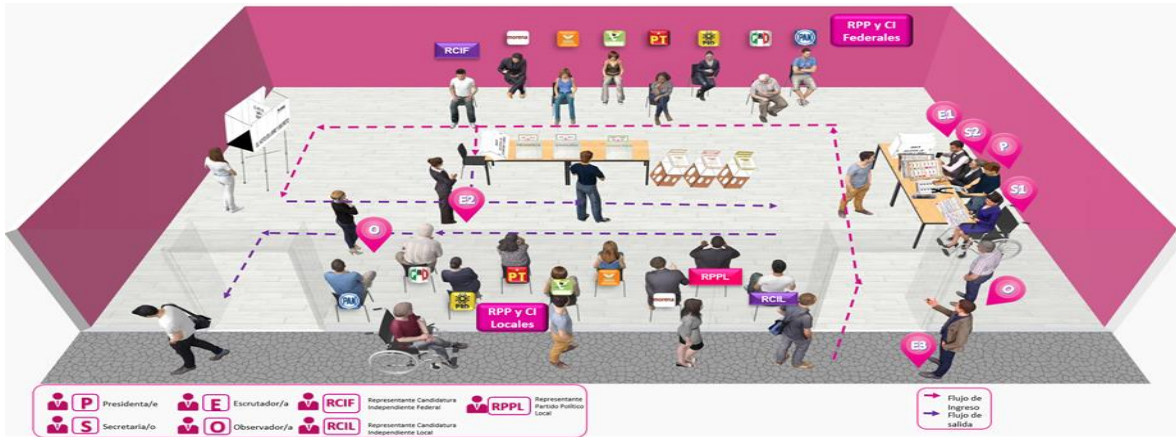 RPP y CI
Federales
RCIF
morena
PT
PRD
PRI
PAN
E1
S2
P
S1
E2
O
PRI
PT
RPPL
PAN
PRD
morena
RCIL
O
RPP y CI
Locales
E3
P Presidenta/e
E Escrutador/a
RCIF Representante Candidatura
Independiente Federal
RPPL Representante
Partido Político
Local
S Secretaria/o
O Observador/a
RCIL Representante Candidatura
Independiente Local
Flujo de
Ingreso
Flujo de
salida